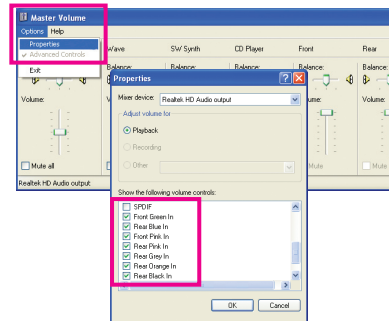 Master Volume
Options Help
Properties
Advanced Controls
Exit
Wave SW Synth CD Player Front Rear
Balance: Balance: Balance: Balance: Balance:
Volume: Volume:
Mute all Mute Mute
Realtek HD Audio output
Properties
Mixer device: Realtek HD Audio output
Adjust volume for
Playback
Recording
Other
Show the following volume controls:
SPDIF
Front Green In
Rear Blue In
Front Pink In
Rear Pink In
Rear Grey In
Rear Orange In
Rear Black In
OK Cancel